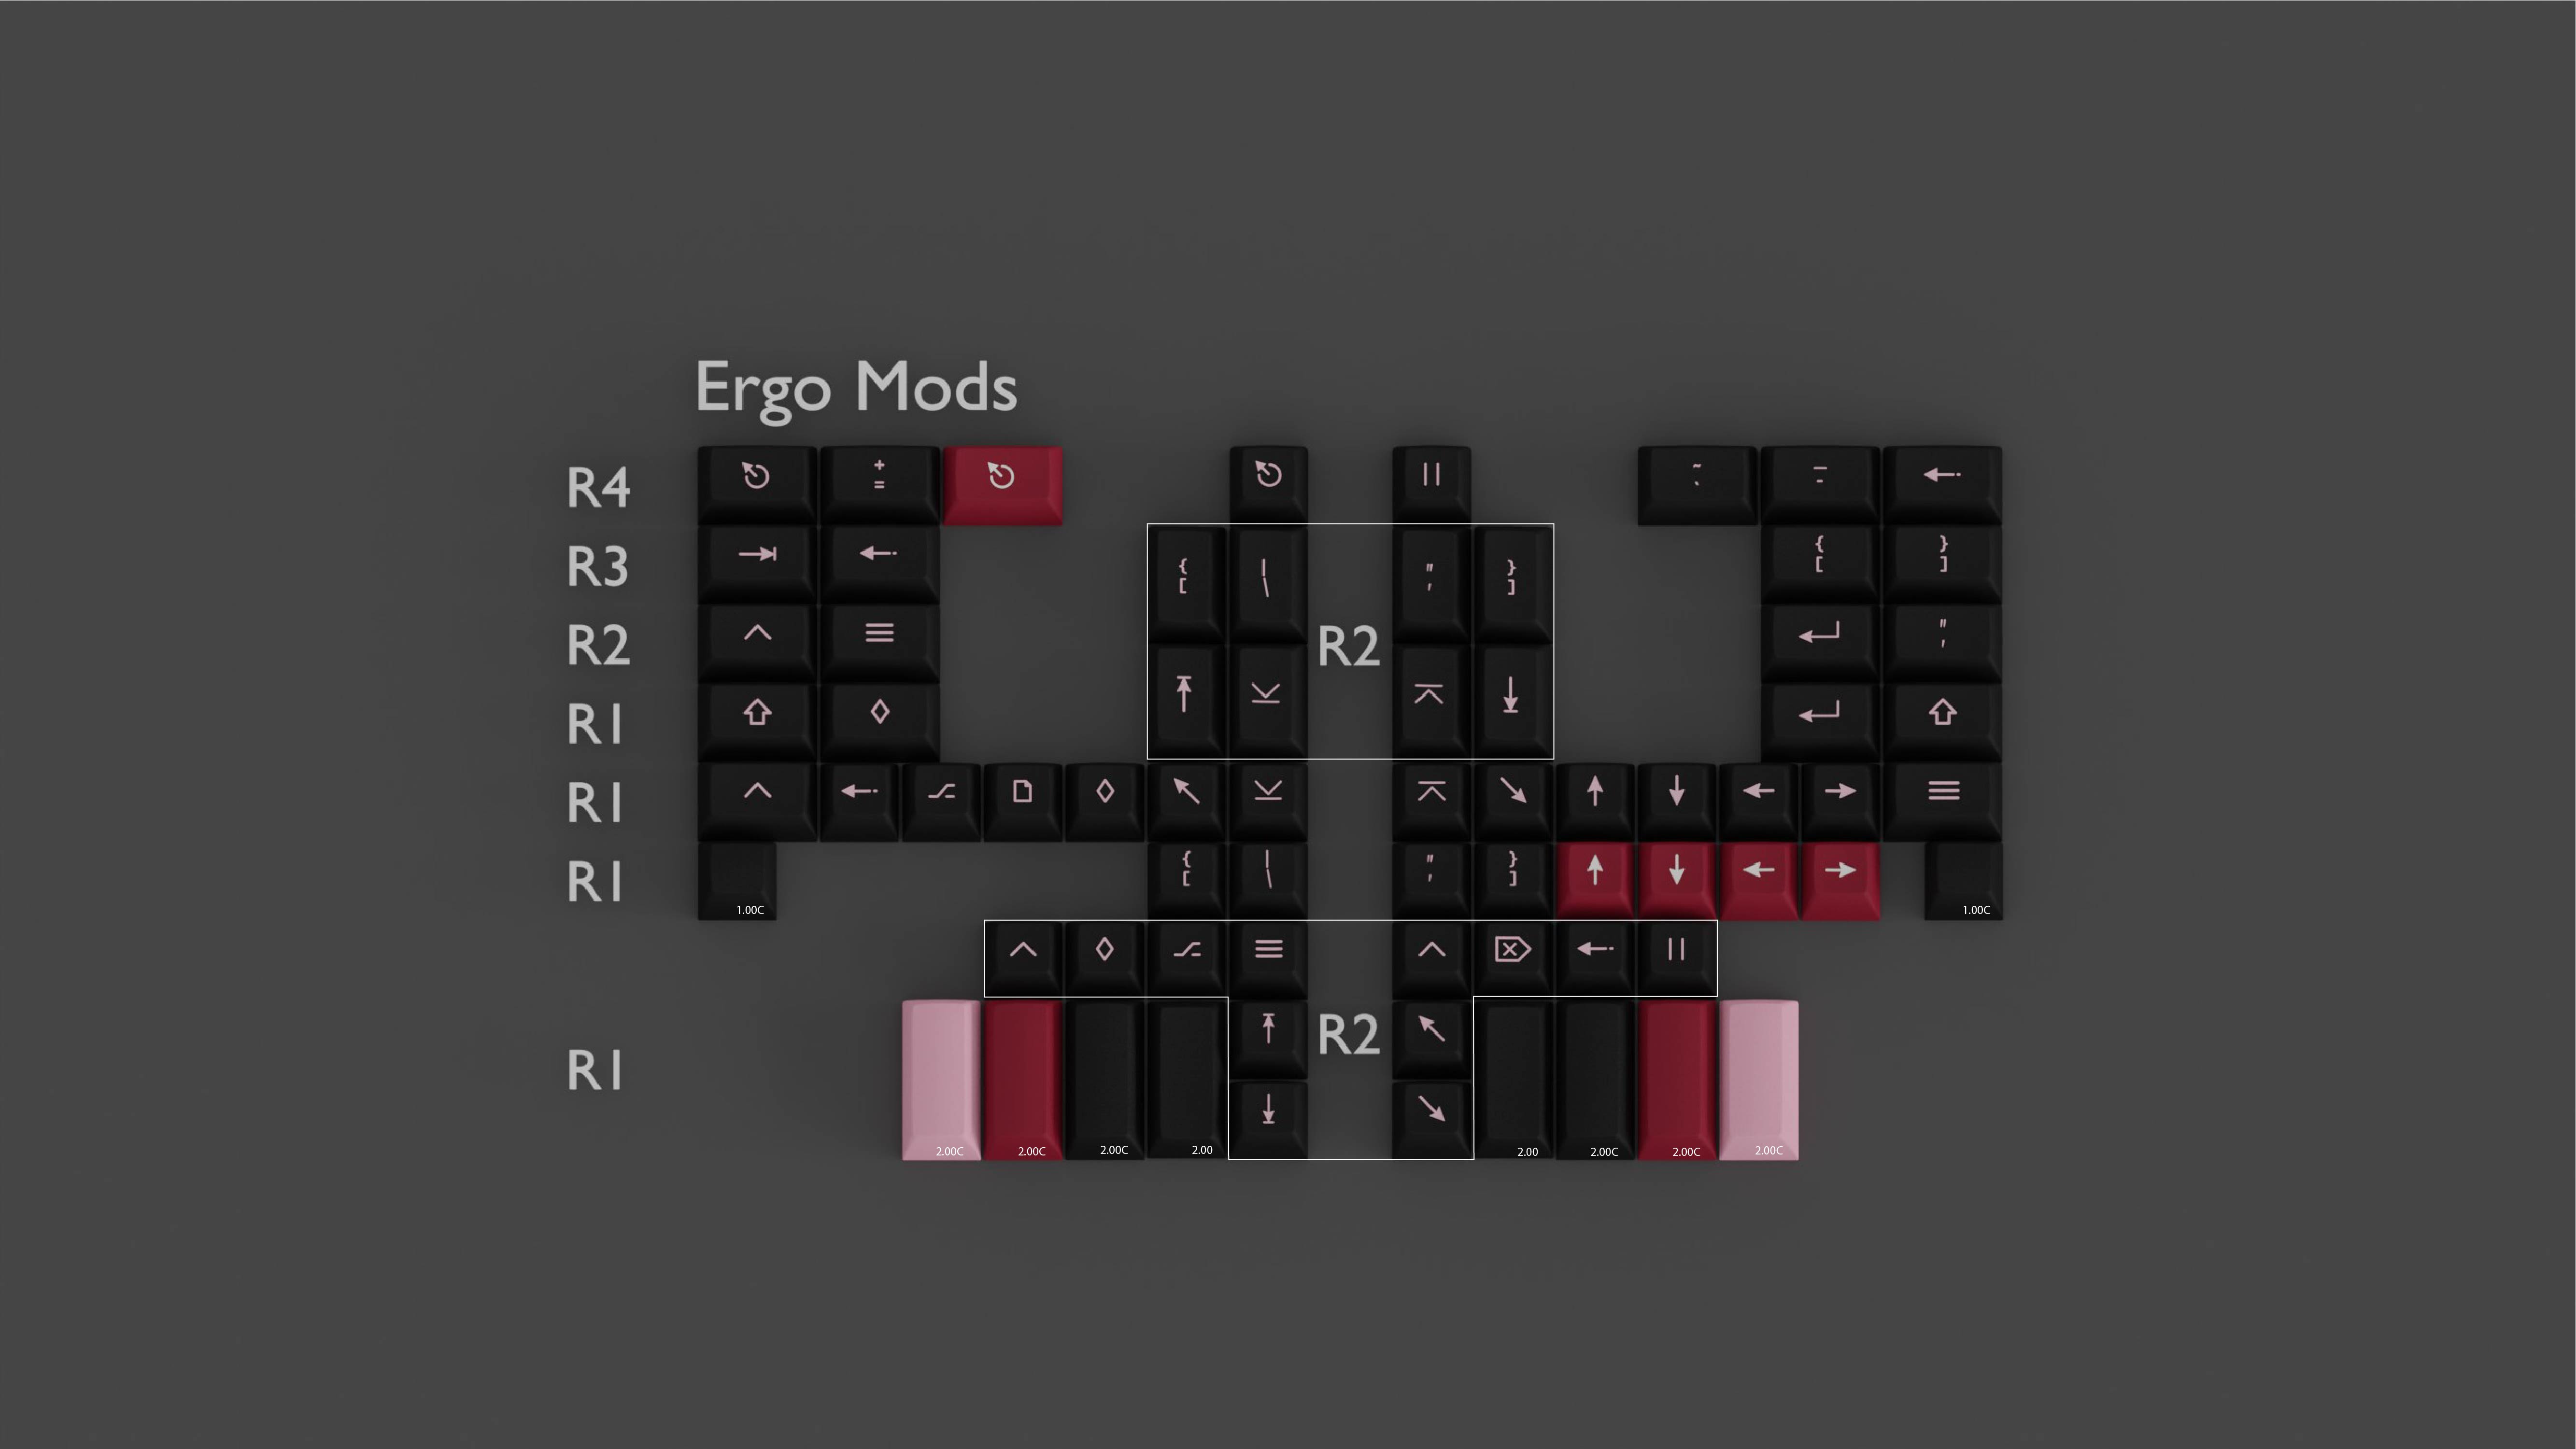 Ergo Mods
R4 + = || ~ ` _ -
R3 { [ | \ " ' } ] { [ } ]
R2 R2 " '
R1
R1
R1 { [ | \ " ' } ]
1.00C 1.00C
||
R2
R1
2.00C 2.00C 2.00C 2.00 2.00 2.00C 2.00C 2.00C